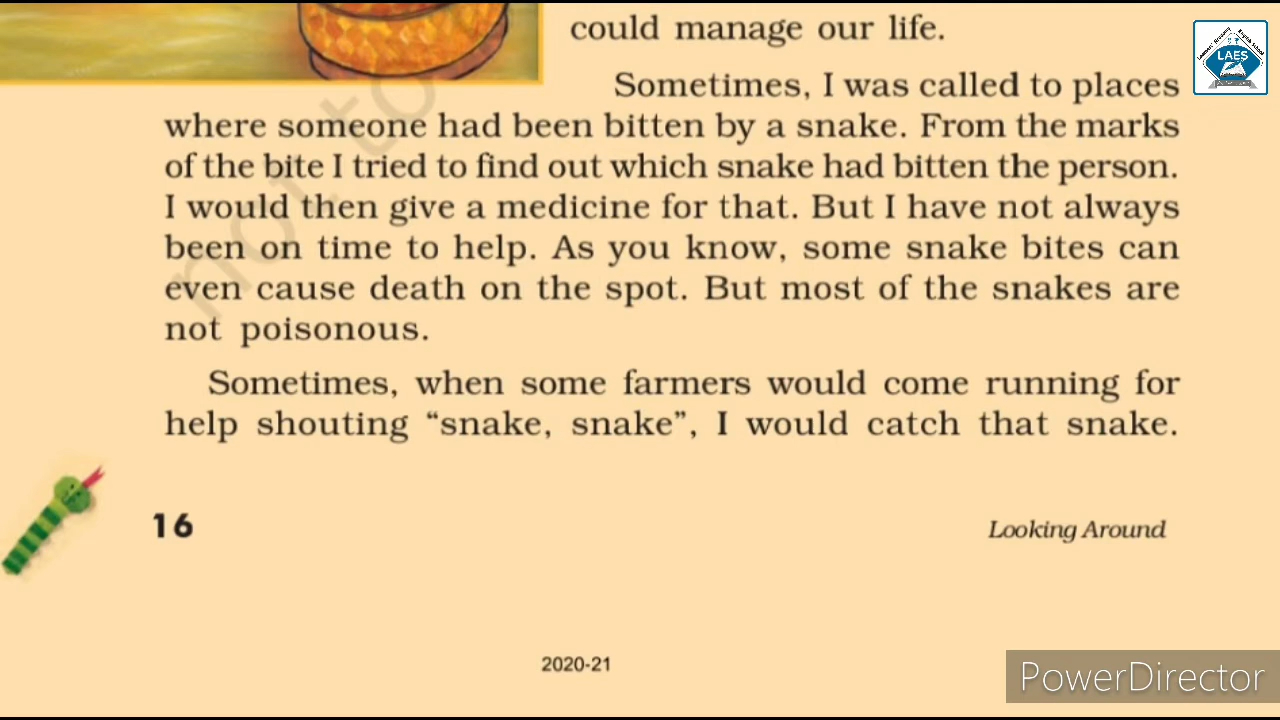 could manage our life.
LAES
Sometimes, I was called to places
where someone had been bitten by a snake. From the marks
of the bite I tried to find out which snake had bitten the person.
I would then give a medicine for that. But I have not always
been on time to help. As you know, some snake bites can
even cause death on the spot. But most of the snakes are
not poisonous.
Sometimes, when some farmers would come running for
help shouting “snake, snake”, I would catch that snake.
16
Looking Around
2020-21
PowerDirector
not to